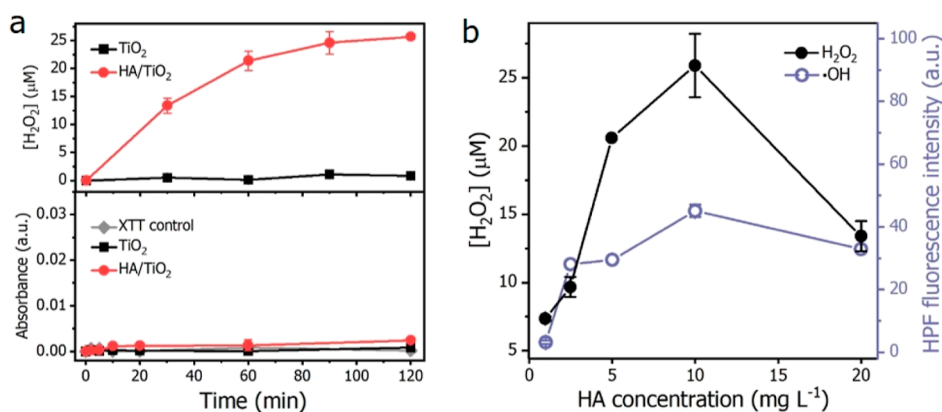 a
TiO₂
HA/TiO₂
[H₂O₂] (μM)
25
20
15
10
5
0
XTT control
TiO₂
HA/TiO₂
Absorbance (a.u.)
0.03
0.02
0.01
0.00
0 20 40 60 80 100 120
Time (min)
b
H₂O₂
·OH
[H₂O₂] (μM)
25
20
15
10
5
100
80
60
40
20
0
HPF fluorescence intensity (a.u.)
0 5 10 15 20
HA concentration (mg L⁻¹)